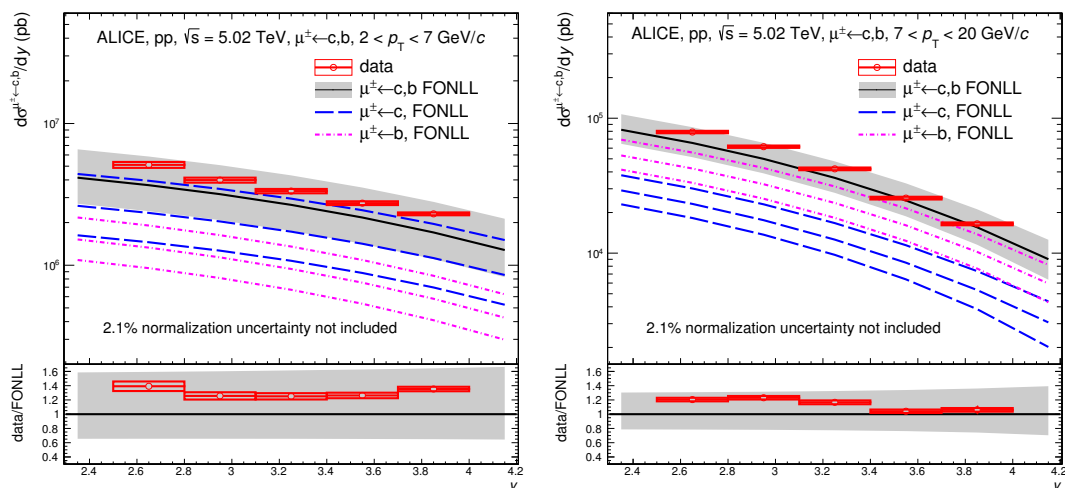 ALICE, pp, √s = 5.02 TeV, μ±←c,b, 2 < pT < 7 GeV/c
data
μ±←c,b FONLL
μ±←c, FONLL
μ±←b, FONLL
dσμ±←c,b/dy (pb)
10⁷
10⁶
2.1% normalization uncertainty not included
data/FONLL
1.6
1.4
1.2
1
0.8
0.6
0.4
2.4 2.6 2.8 3 3.2 3.4 3.6 3.8 4 4.2
y
ALICE, pp, √s = 5.02 TeV, μ±←c,b, 7 < pT < 20 GeV/c
data
μ±←c,b FONLL
μ±←c, FONLL
μ±←b, FONLL
dσμ±←c,b/dy (pb)
10⁵
10⁴
2.1% normalization uncertainty not included
data/FONLL
1.6
1.4
1.2
1
0.8
0.6
0.4
2.4 2.6 2.8 3 3.2 3.4 3.6 3.8 4 4.2
y